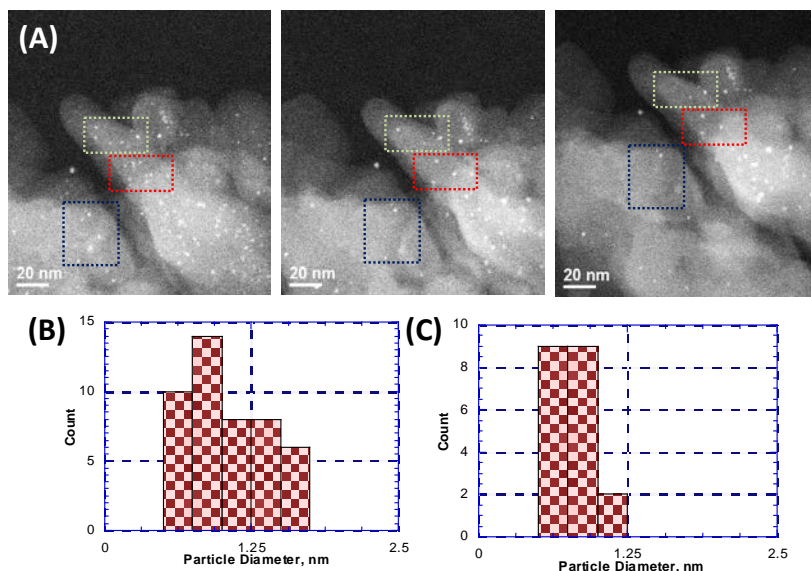 (A)
20 nm
20 nm
20 nm
(B)
15
10
5
0
Count
0
1.25
2.5
Particle Diameter, nm
(C)
10
8
6
4
2
0
Count
0
1.25
2.5
Particle Diameter, nm